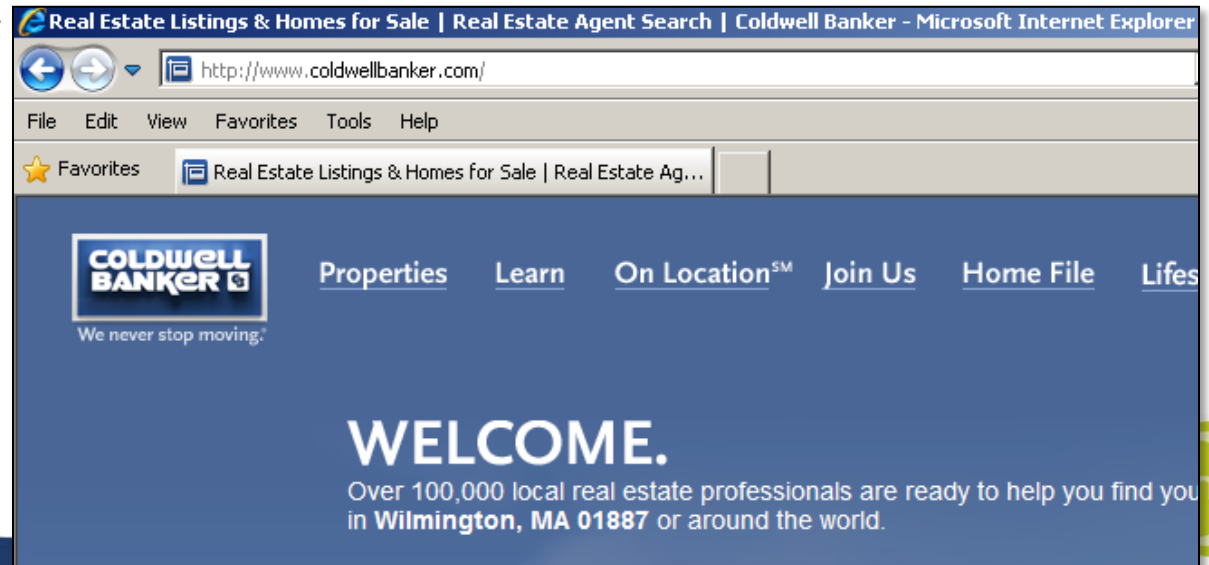 Real Estate Listings & Homes for Sale | Real Estate Agent Search | Coldwell Banker - Microsoft Internet Explorer
http://www.coldwellbanker.com/
File Edit View Favorites Tools Help
Favorites Real Estate Listings & Homes for Sale | Real Estate Ag...
COLDWELL
BANKER CB
We never stop moving.®
Properties Learn On Location℠ Join Us Home File Lifes
WELCOME.
Over 100,000 local real estate professionals are ready to help you find you
in Wilmington, MA 01887 or around the world.